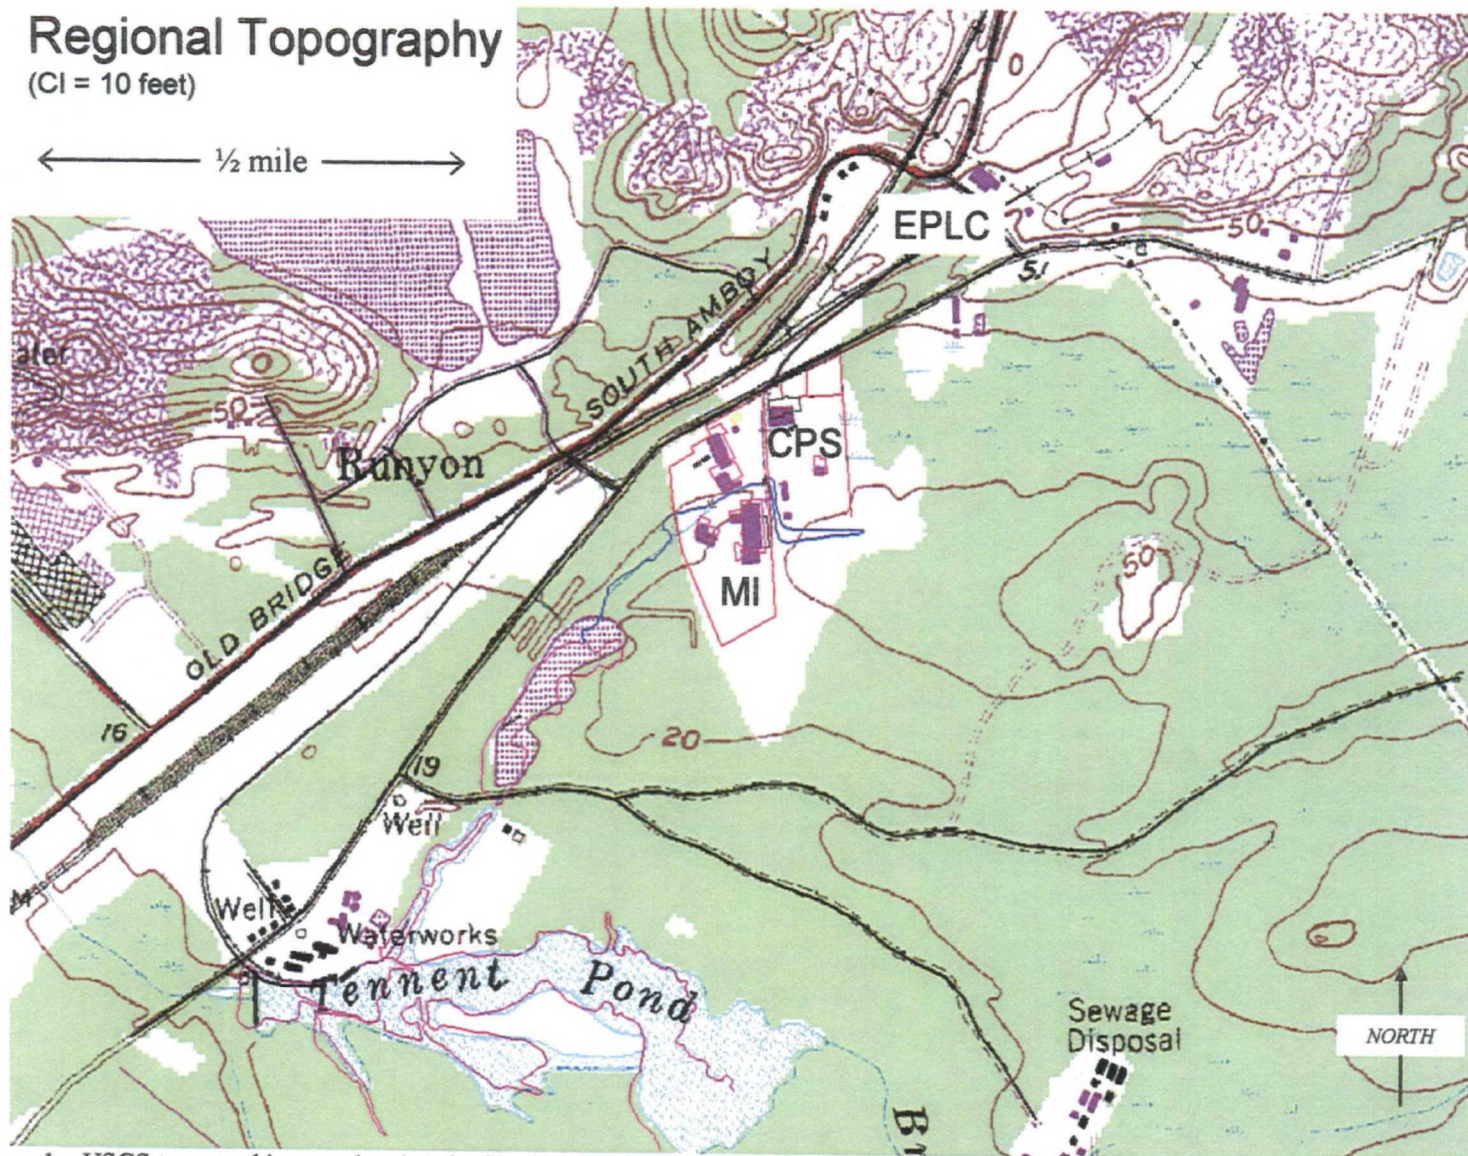 Regional Topography
(CI = 10 feet)
½ mile
EPLC
50
51
SOUTH AMBOY
50
Runyon
CPS
MI
50
OLD BRIDGE
16
19
20
Well
Well
Waterworks
Tennent Pond
Sewage
Disposal
NORTH
Br